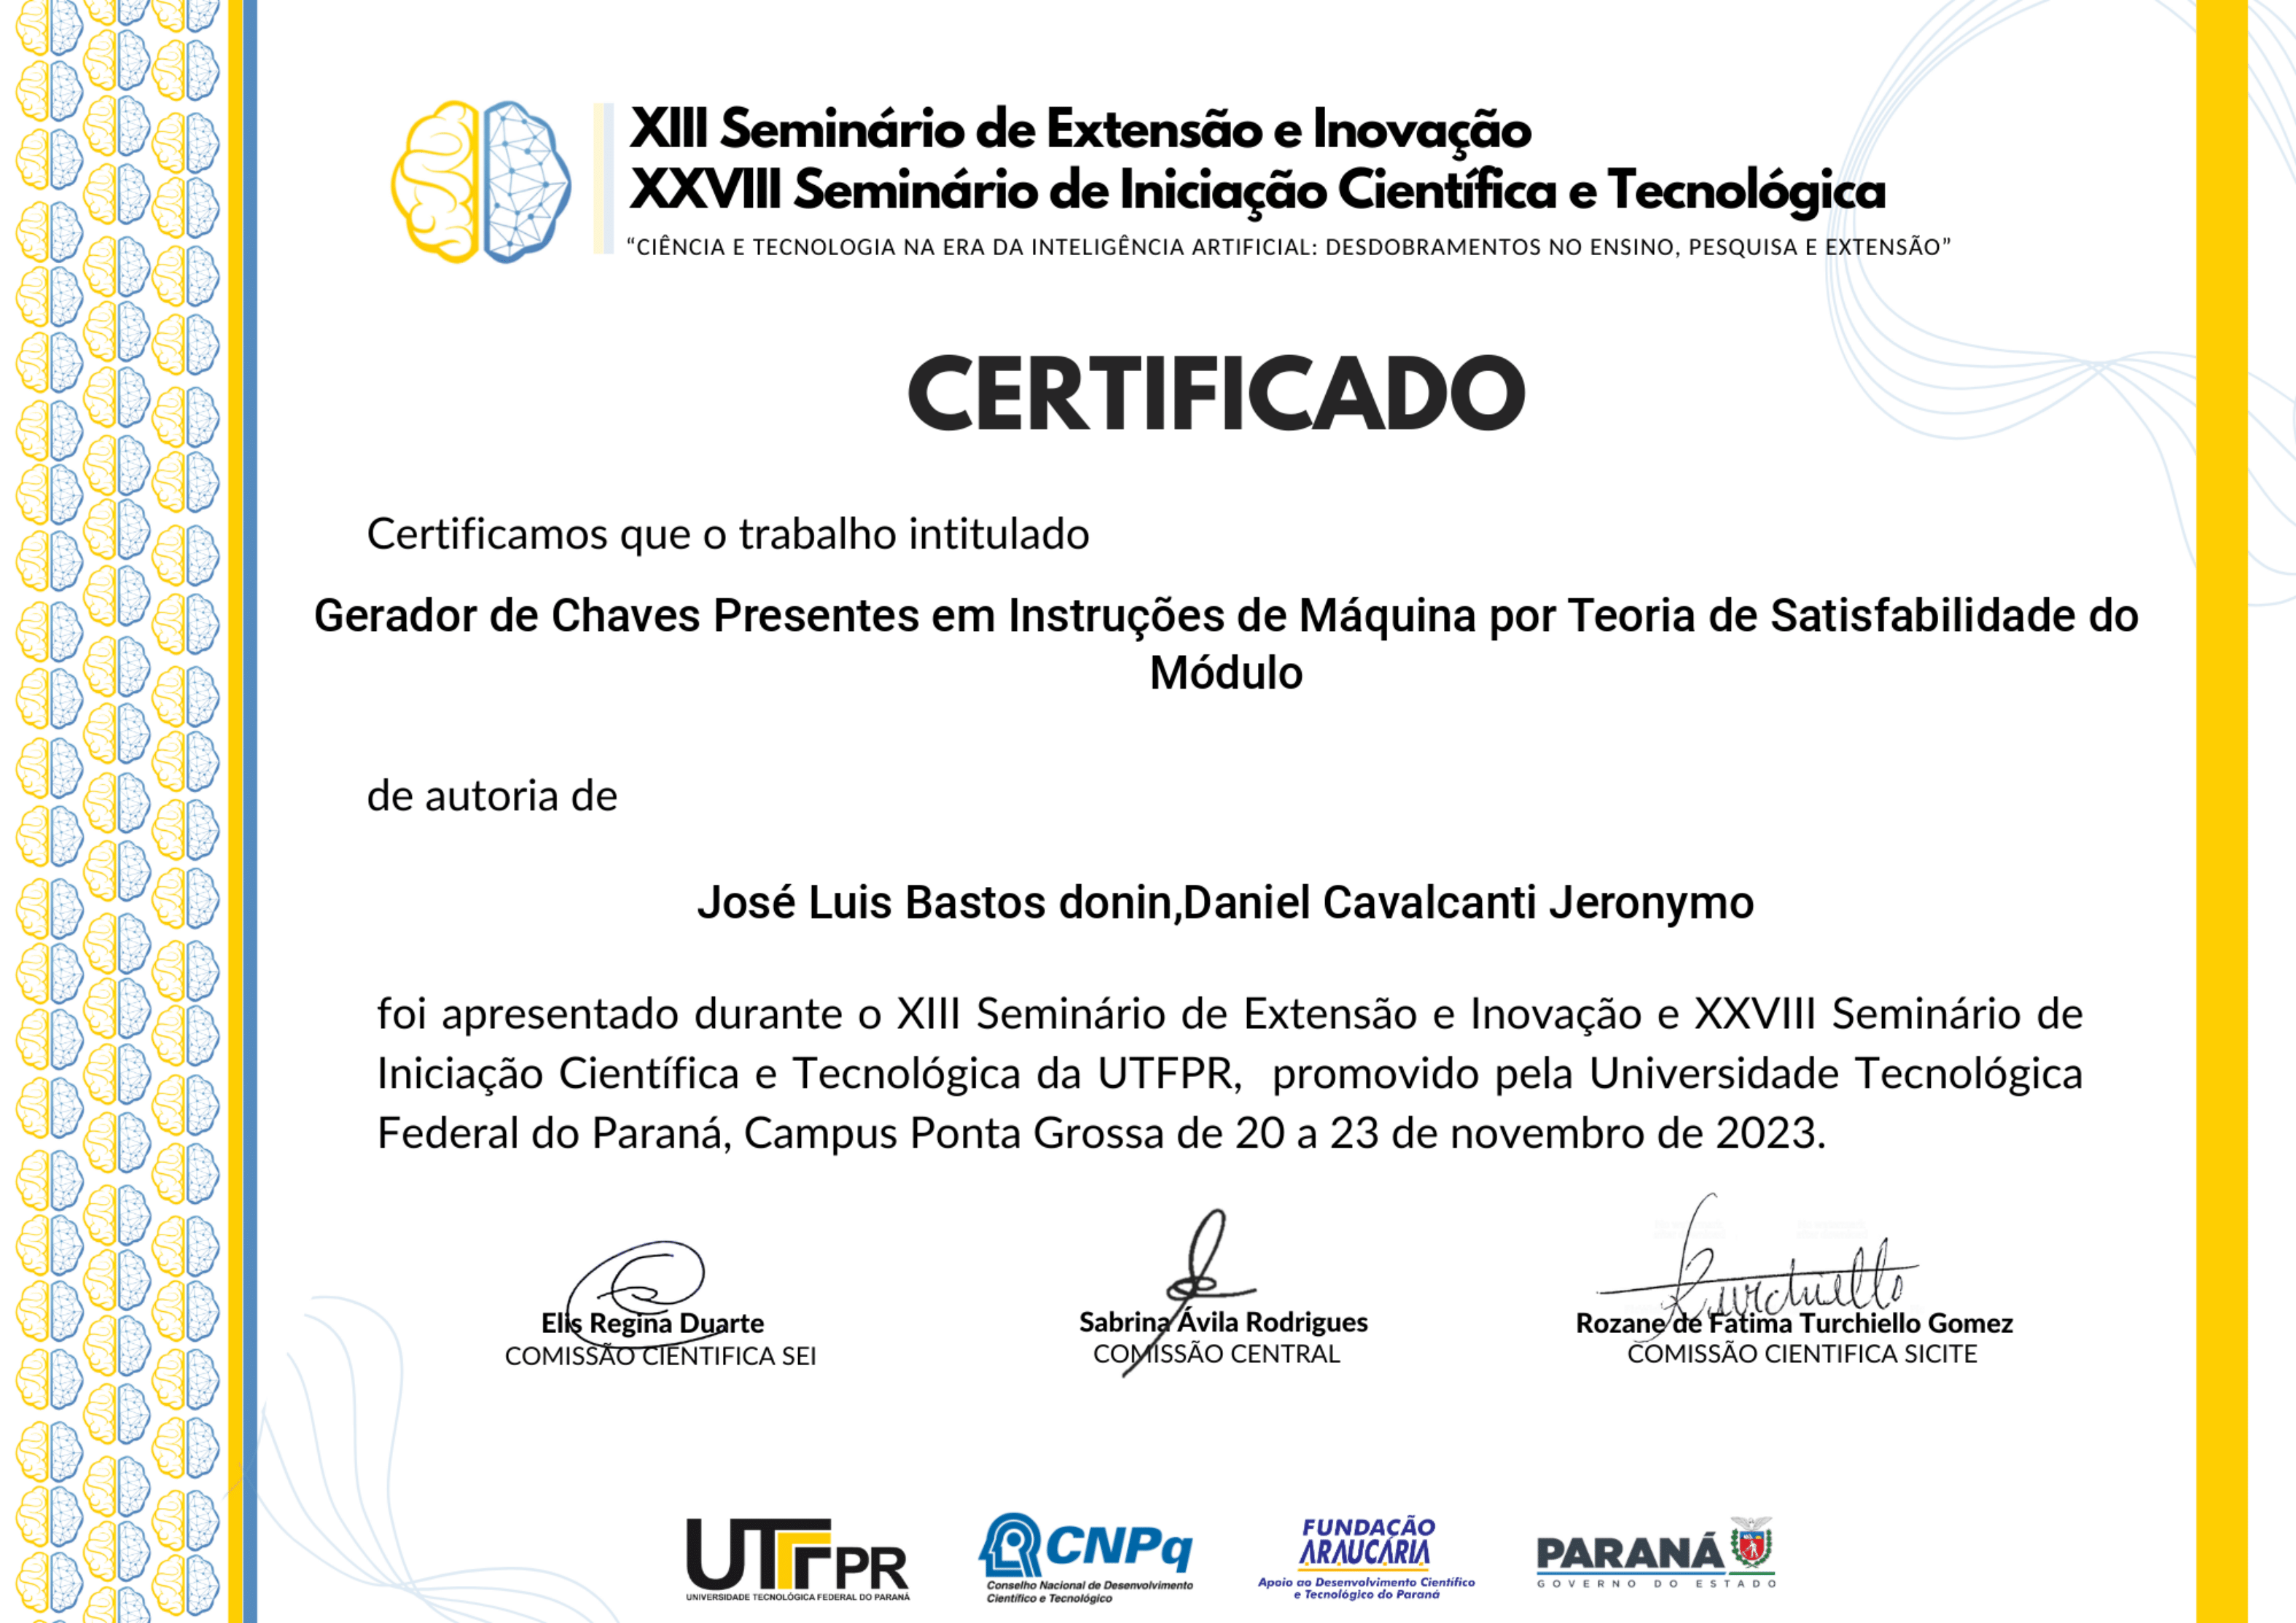 XIII Seminário de Extensão e Inovação
XXVIII Seminário de Iniciação Científica e Tecnológica
“CIÊNCIA E TECNOLOGIA NA ERA DA INTELIGÊNCIA ARTIFICIAL: DESDOBRAMENTOS NO ENSINO, PESQUISA E EXTENSÃO”
CERTIFICADO
Certificamos que o trabalho intitulado
Gerador de Chaves Presentes em Instruções de Máquina por Teoria de Satisfabilidade do
Módulo
de autoria de
José Luis Bastos donin,Daniel Cavalcanti Jeronymo
foi apresentado durante o XIII Seminário de Extensão e Inovação e XXVIII Seminário de
Iniciação Científica e Tecnológica da UTFPR, promovido pela Universidade Tecnológica
Federal do Paraná, Campus Ponta Grossa de 20 a 23 de novembro de 2023.
Turchiello
Elis Regina Duarte
COMISSÃO CIENTIFICA SEI
Sabrina Ávila Rodrigues
COMISSÃO CENTRAL
Rozane de Fatima Turchiello Gomez
COMISSÃO CIENTIFICA SICITE
UTFPR
UNIVERSIDADE TECNOLÓGICA FEDERAL DO PARANÁ
CNPq
Conselho Nacional de Desenvolvimento
Científico e Tecnológico
FUNDAÇÃO
ARAUCÁRIA
Apoio ao Desenvolvimento Científico
e Tecnológico do Paraná
PARANÁ
GOVERNO DO ESTADO